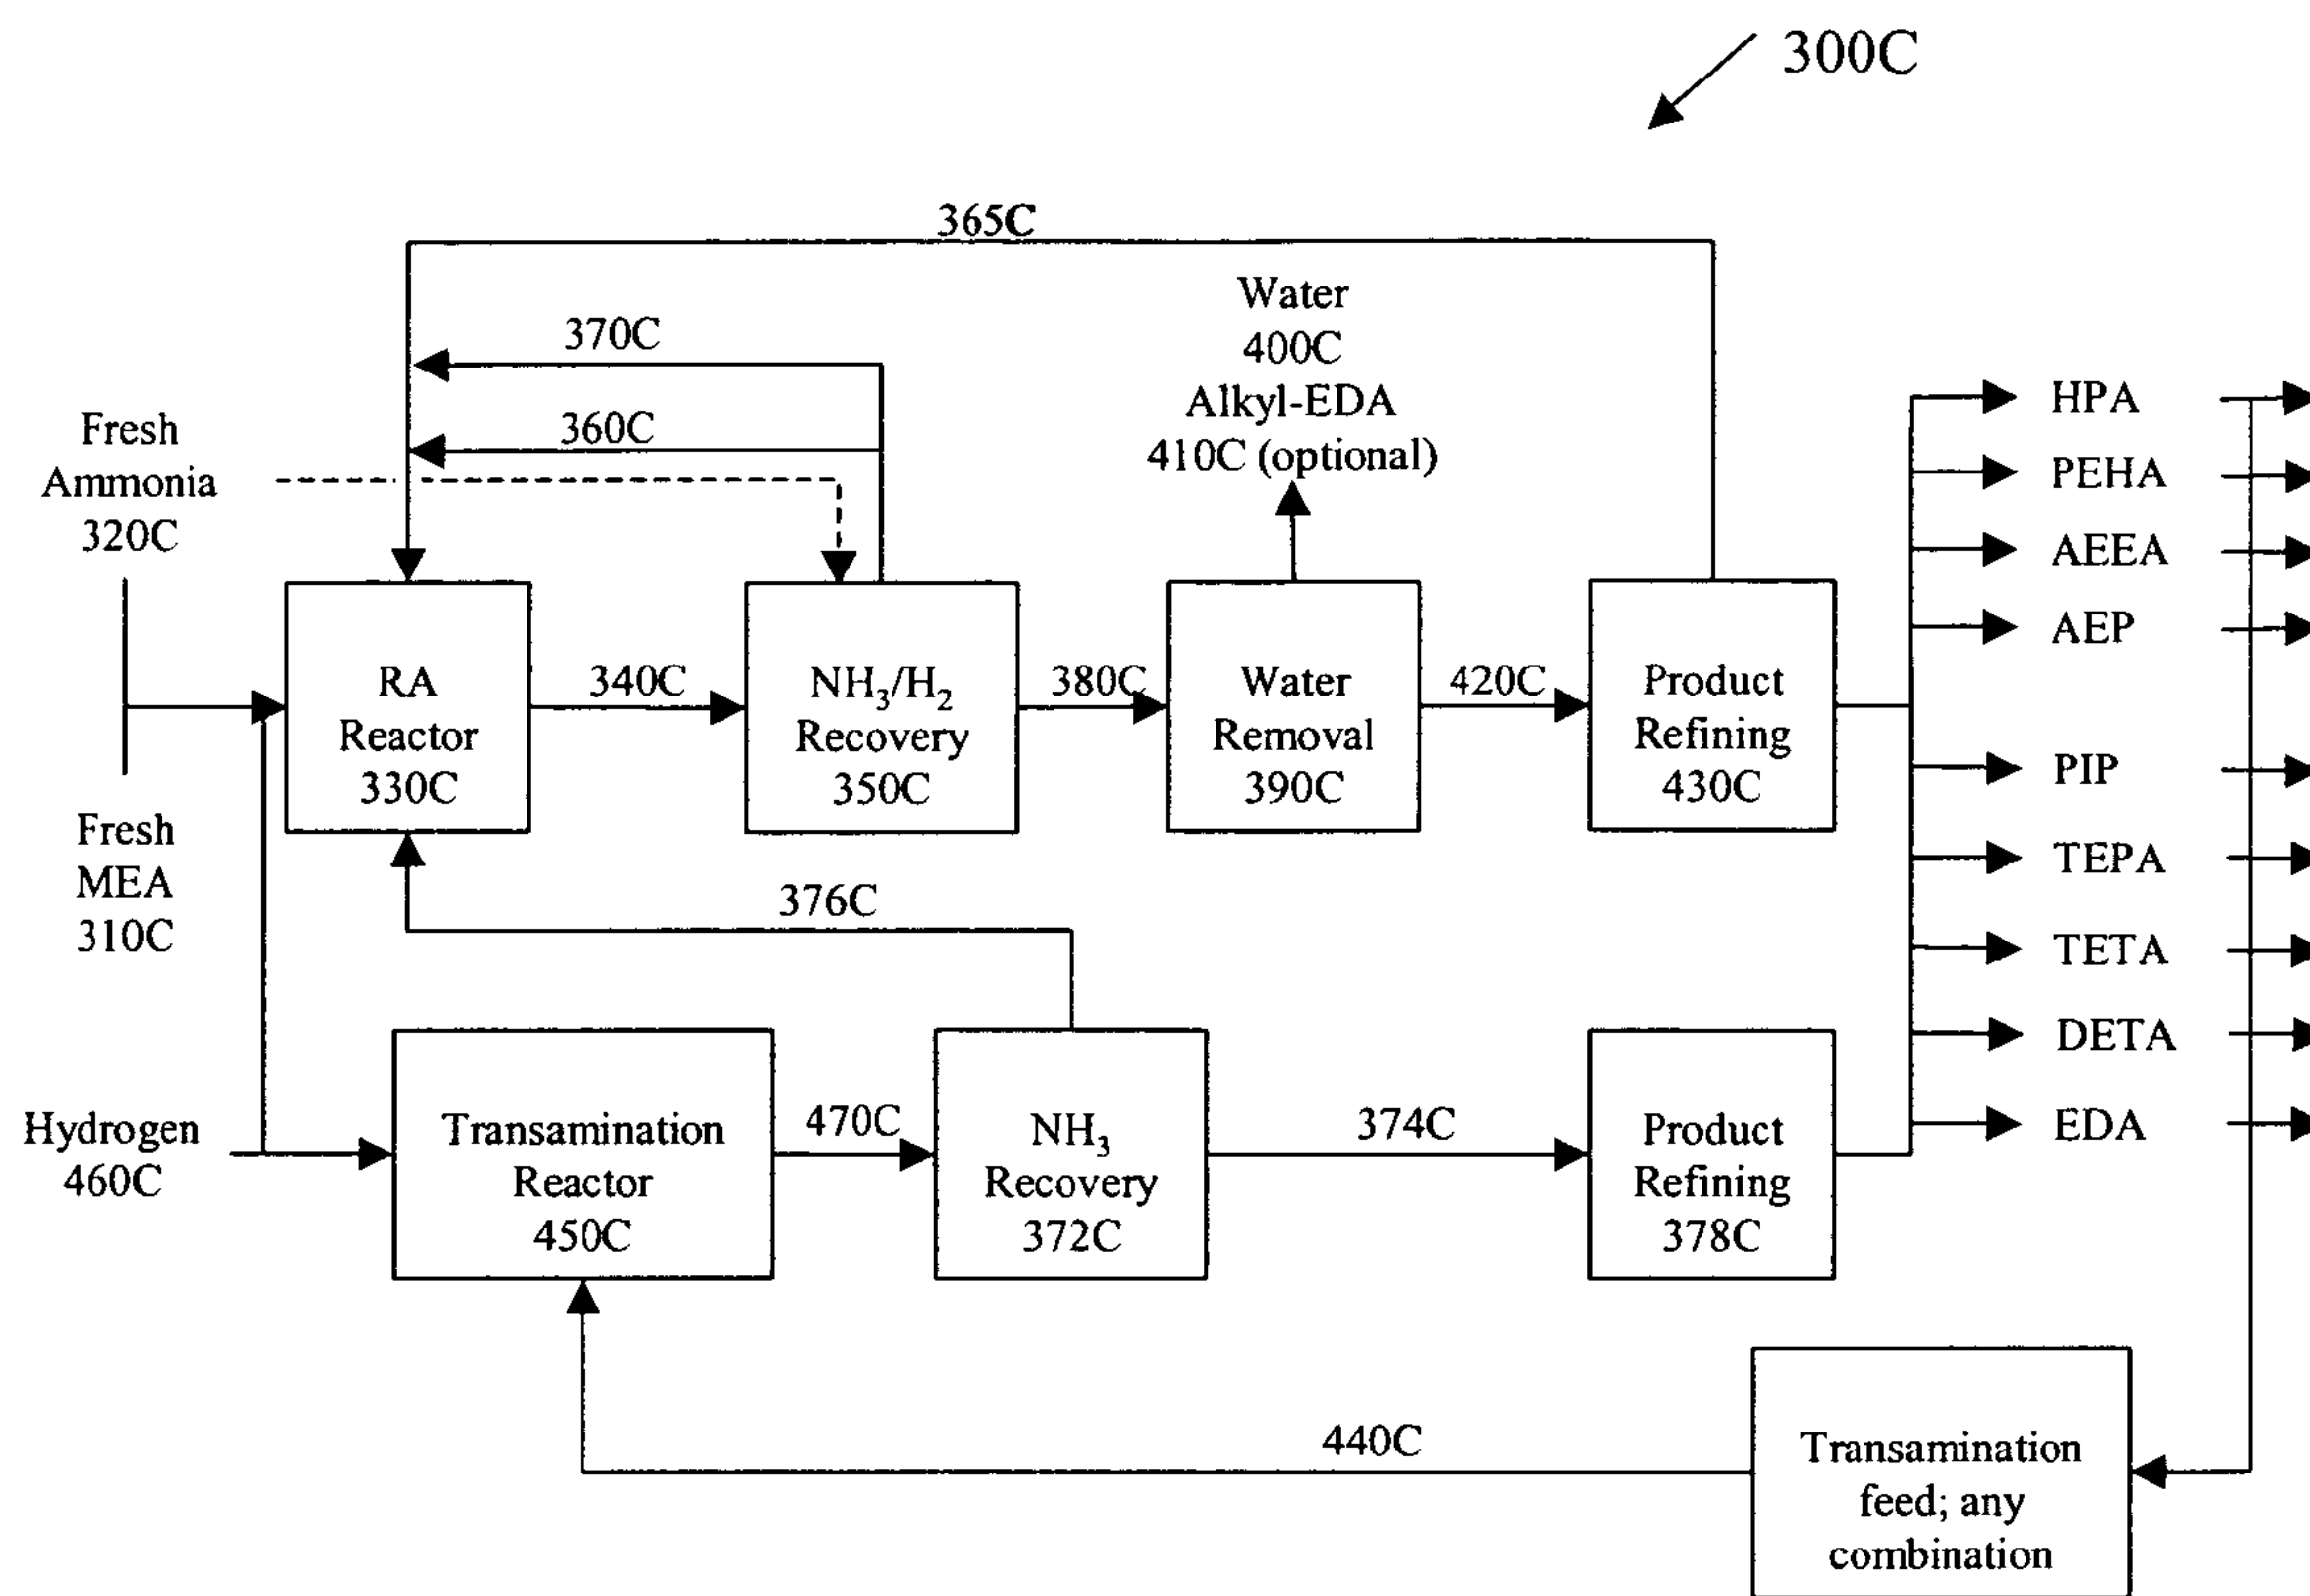 300C
365C
Water
400C
Alkyl-EDA
410C (optional)
370C
360C
Fresh
Ammonia
320C
Fresh
MEA
310C
RA
Reactor
330C
340C
NH₃/H₂
Recovery
350C
380C
Water
Removal
390C
420C
Product
Refining
430C
HPA
PEHA
AEEA
AEP
PIP
TEPA
TETA
DETA
EDA
376C
Hydrogen
460C
Transamination
Reactor
450C
470C
NH₃
Recovery
372C
374C
Product
Refining
378C
440C
Transamination
feed; any
combination